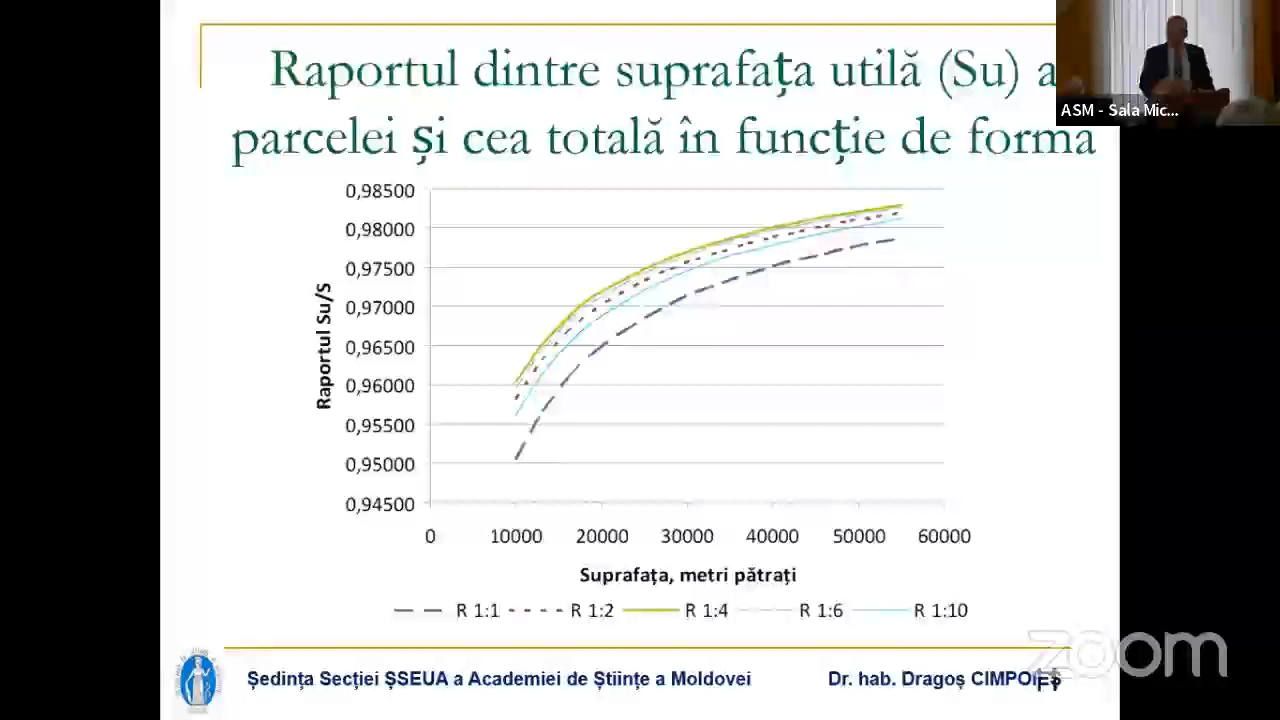 Raportul dintre suprafața utilă (Su) a
parcelei și cea totală în funcție de forma
ASM - Sala Mic...
0,98500
0,98000
0,97500
0,97000
0,96500
0,96000
0,95500
0,95000
0,94500
Raportul Su/S
0 10000 20000 30000 40000 50000 60000
Suprafața, metri pătrați
R 1:1 R 1:2 R 1:4 R 1:6 R 1:10
zoom
Ședința Secției ȘSEUA a Academiei de Științe a Moldovei Dr. hab. Dragoș CIMPOIEȘ